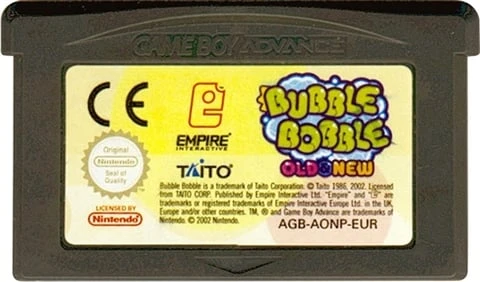 GAME BOY ADVANCE
CE
e
EMPIRE
INTERACTIVE
BUBBLE
BOBBLE
OLD & NEW
Original
Nintendo
Seal of
Quality
TAITO
LICENSED BY
Nintendo
Bubble Bobble is a trademark of Taito Corporation: © Taito 1986, 2002. Licensed
from TAITO CORP. Published by Empire Interactive Ltd. "Empire" and "e" are
trademarks or registered trademarks of Empire Interactive Europe Ltd. in the UK,
Europe and/or other countries. TM, ® and Game Boy Advance are trademarks of
Nintendo. © 2002 Nintendo.
AGB-AONP-EUR